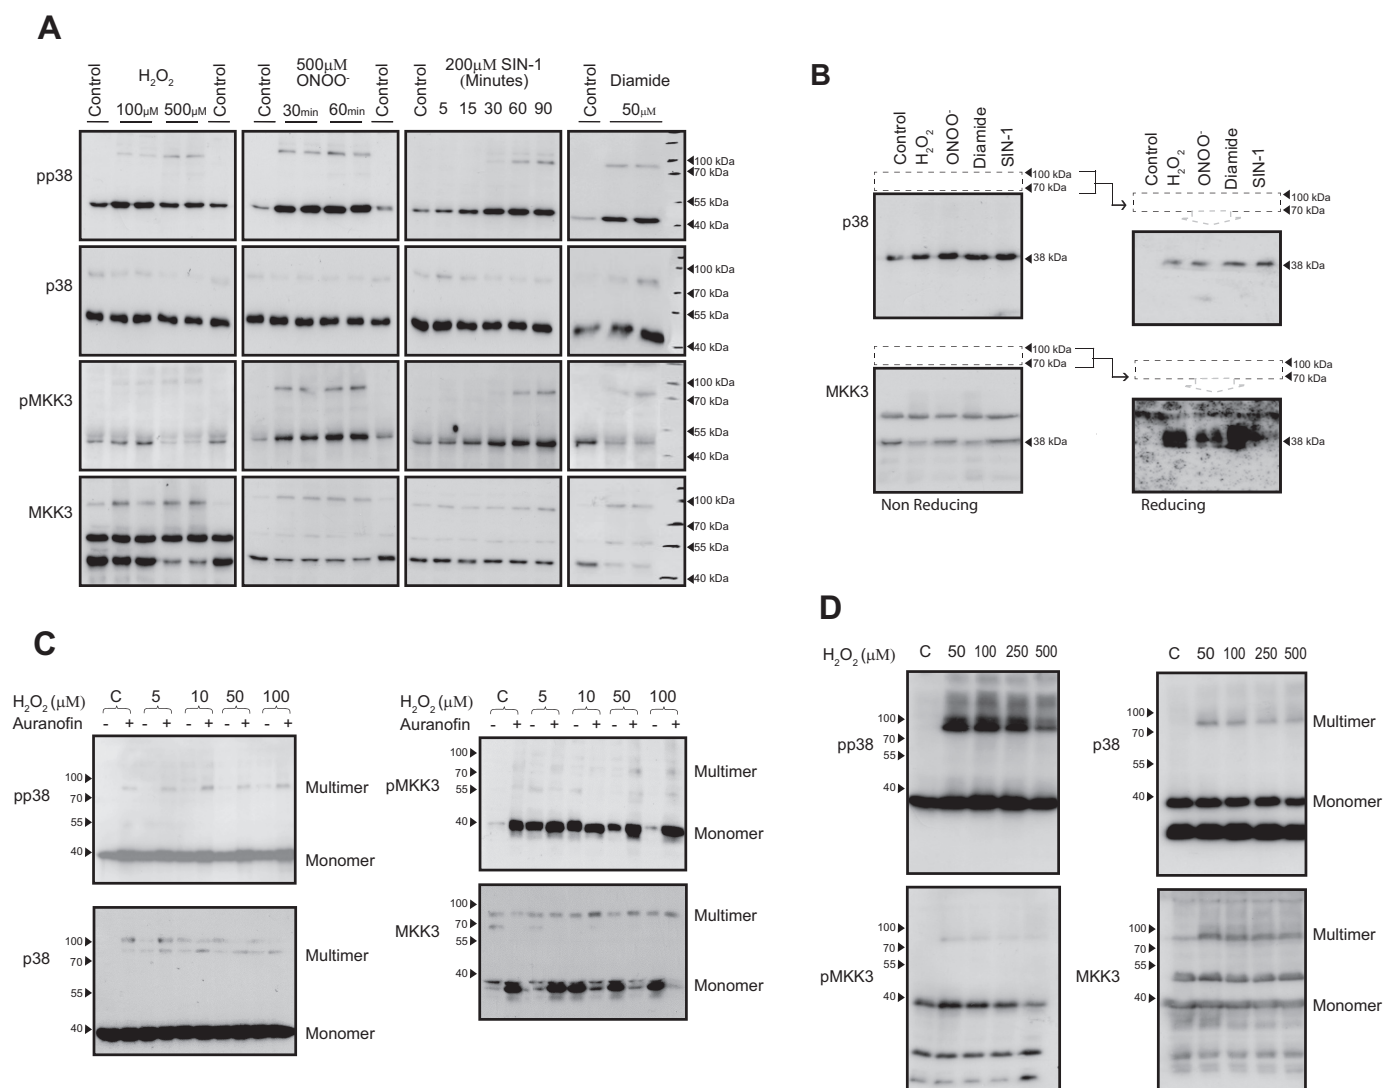 A
Control H₂O₂ Control
100µM 500µM
500µM ONOO⁻
Control 30min 60min Control
200µM SIN-1
(Minutes)
Control 5 15 30 60 90
Diamide
Control 50µM
pp38
100 kDa
70 kDa
55 kDa
40 kDa
p38
100 kDa
70 kDa
55 kDa
40 kDa
pMKK3
100 kDa
70 kDa
55 kDa
40 kDa
MKK3
100 kDa
70 kDa
55 kDa
40 kDa
B
Control H₂O₂ ONOO⁻ Diamide SIN-1
100 kDa
70 kDa
p38
38 kDa
Control H₂O₂ ONOO⁻ Diamide SIN-1
100 kDa
70 kDa
38 kDa
100 kDa
70 kDa
MKK3
38 kDa
Non Reducing
100 kDa
70 kDa
38 kDa
Reducing
C
H₂O₂ (µM) C 5 10 50 100
Auranofin - + - + - + - + - +
pp38
100
70
55
40
Multimer
Monomer
p38
100
70
55
40
Multimer
Monomer
H₂O₂ (µM) C 5 10 50 100
Auranofin - + - + - + - + - +
pMKK3
100
70
55
40
Multimer
Monomer
MKK3
100
70
55
40
Multimer
Monomer
D
H₂O₂ (µM) C 50 100 250 500
pp38
100
70
55
40
C 50 100 250 500
p38
100
70
55
40
Multimer
Monomer
pMKK3
100
70
55
40
MKK3
100
70
55
40
Multimer
Monomer